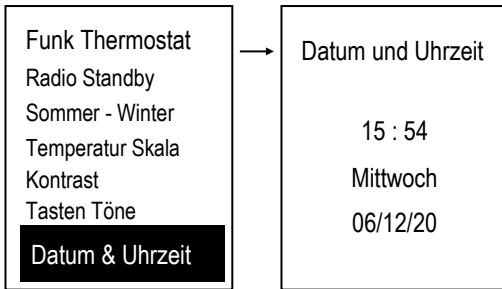 Funk Thermostat
Radio Standby
Sommer - Winter
Temperatur Skala
Kontrast
Tasten Töne
Datum & Uhrzeit
Datum und Uhrzeit
15 : 54
Mittwoch
06/12/20